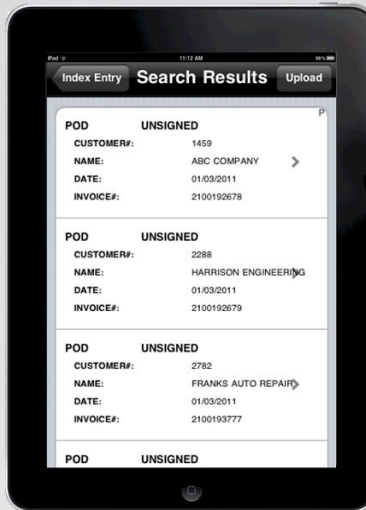 iPad 11:12 AM 96%
Index Entry Search Results Upload
P
POD UNSIGNED
CUSTOMER#: 1459
NAME: ABC COMPANY
DATE: 01/03/2011
INVOICE#: 2100192678
POD UNSIGNED
CUSTOMER#: 2288
NAME: HARRISON ENGINEERING
DATE: 01/03/2011
INVOICE#: 2100192679
POD UNSIGNED
CUSTOMER#: 2782
NAME: FRANKS AUTO REPAIR
DATE: 01/03/2011
INVOICE#: 2100193777
POD UNSIGNED